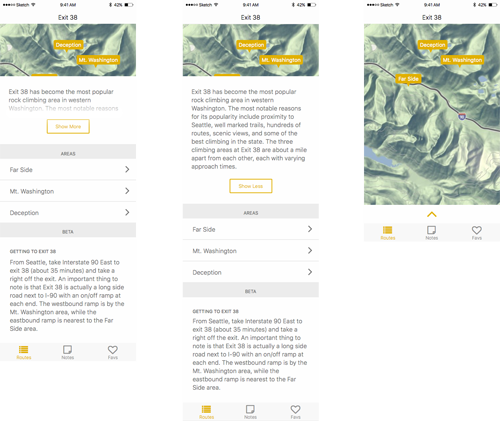 ●●●●● Sketch 9:41 AM 42%
Exit 38
Deception
Mt. Washington
Exit 38 has become the most popular
rock climbing area in western
Washington. The most notable reasons
Show More
AREAS
Far Side
Mt. Washington
Deception
BETA
GETTING TO EXIT 38
From Seattle, take Interstate 90 East to
exit 38 (about 35 minutes) and take a
right off the exit. An important thing to
note is that Exit 38 is actually a long side
road next to I-90 with an on/off ramp at
each end. The westbound ramp is by the
Mt. Washington area, while the
eastbound ramp is nearest to the Far
Side area.
Routes Notes Favs
●●●●● Sketch 9:41 AM 42%
Exit 38
Deception
Mt. Washington
Exit 38 has become the most popular
rock climbing area in western
Washington. The most notable reasons
for its popularity include proximity to
Seattle, well marked trails, hundreds of
routes, scenic views, and some of the
best climbing in the state. The three
climbing areas at Exit 38 are about a mile
apart from each other, each with varying
approach times.
Show Less
AREAS
Far Side
Mt. Washington
Deception
BETA
GETTING TO EXIT 38
From Seattle, take Interstate 90 East to
exit 38 (about 35 minutes) and take a
right off the exit. An important thing to
note is that Exit 38 is actually a long side
road next to I-90 with an on/off ramp at
each end. The westbound ramp is by the
Mt. Washington area, while the
eastbound ramp is nearest to the Far
Side area.
Routes Notes Favs
●●●●● Sketch 9:41 AM 42%
Exit 38
Deception
Mt. Washington
Far Side
Routes Notes Favs